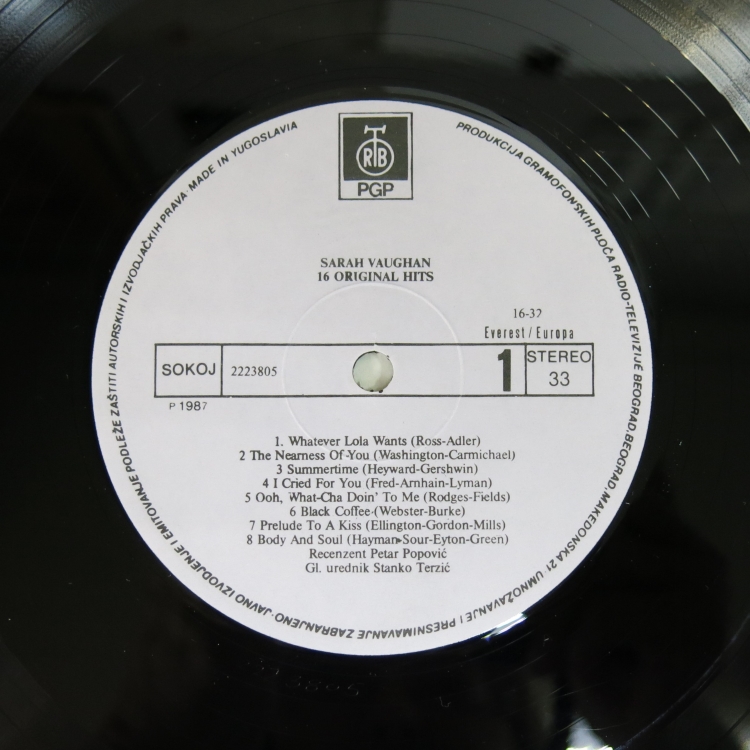 RTB
PGP
PRODUKCIJA GRAMOFONSKIH PLOČA RADIO-TELEVIZIJE BEOGRAD, BEOGRAD, MAKEDONSKA 21 · UMNOŽAVANJE I PRESNIMAVANJE ZABRANJENO · JAVNO IZVODJENJE I EMITOVANJE PODLEŽE ZAŠTITI AUTORSKIH I IZVODJAČKIH PRAVA · MADE IN YUGOSLAVIA
SARAH VAUGHAN
16 ORIGINAL HITS
16-32
Everest/Europa
SOKOJ 2223805 1 STEREO
33
P 1987
1. Whatever Lola Wants (Ross-Adler)
2 The Nearness Of You (Washington-Carmichael)
3 Summertime (Heyward-Gershwin)
4 I Cried For You (Fred-Arnhain-Lyman)
5 Ooh, What-Cha Doin' To Me (Rodges-Fields)
6 Black Coffee (Webster-Burke)
7 Prelude To A Kiss (Ellington-Gordon-Mills)
8 Body And Soul (Hayman-Sour-Eyton-Green)
Recenzent Petar Popović
Gl. urednik Stanko Terzić